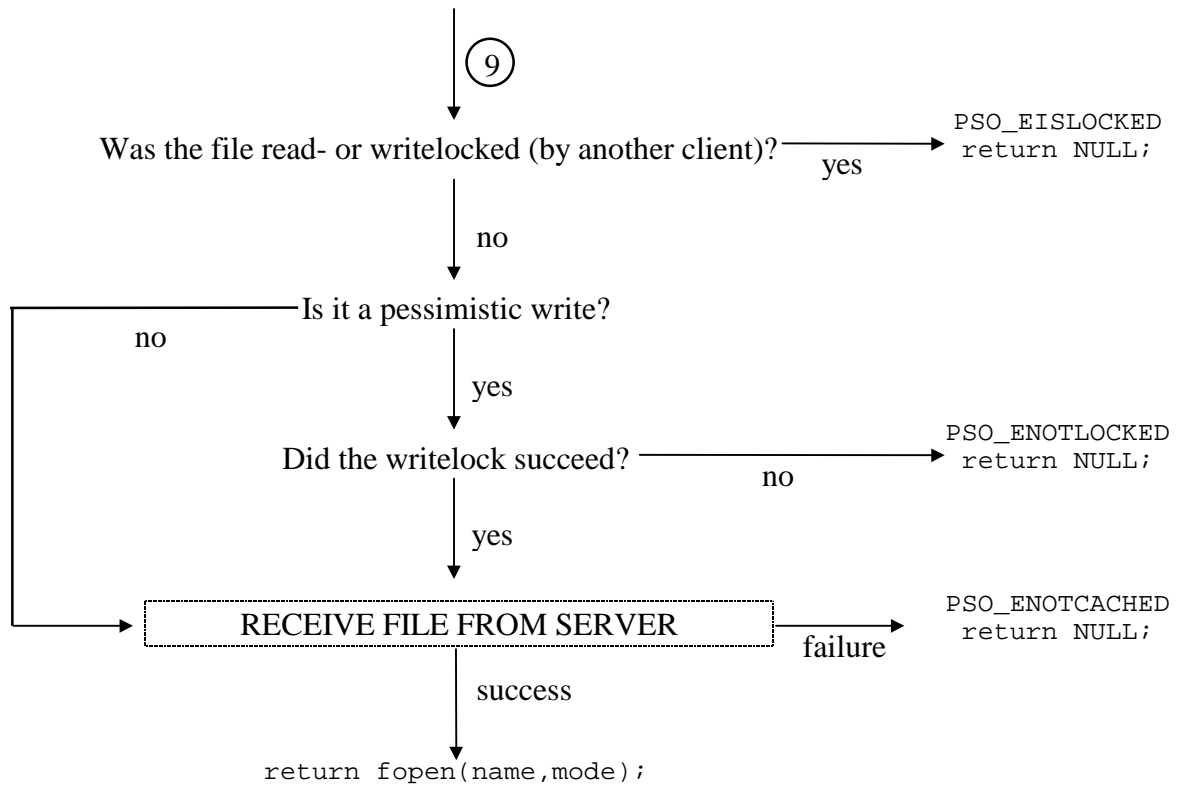 9
PSO_EISLOCKED
Was the file read- or writelocked (by another client)?
yes
return NULL;
no
Is it a pessimistic write?
no
yes
PSO_ENOTLOCKED
Did the writelock succeed?
no
return NULL;
yes
PSO_ENOTCACHED
RECEIVE FILE FROM SERVER
failure
return NULL;
success
return fopen(name,mode);